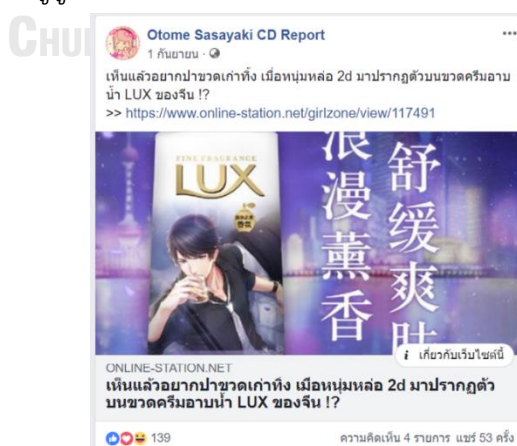 Otome Sasayaki CD Report
1 กันยายน ·
เห็นแล้วอยากปาขวดเก่าทิ้ง เมื่อหนุ่มหล่อ 2d มาปรากฏตัวบนขวดครีมอาบ
น้ำ LUX ของจีน !?
>> https://www.online-station.net/girlzone/view/117491
FINE FRAGRANCE
LUX
浪漫薰香
舒缓爽肤
i เกี่ยวกับเว็บไซต์นี้
ONLINE-STATION.NET
เห็นแล้วอยากปาขวดเก่าทิ้ง เมื่อหนุ่มหล่อ 2d มาปรากฏตัว
บนขวดครีมอาบน้ำ LUX ของจีน !?
139
ความคิดเห็น 4 รายการ แชร์ 53 ครั้ง